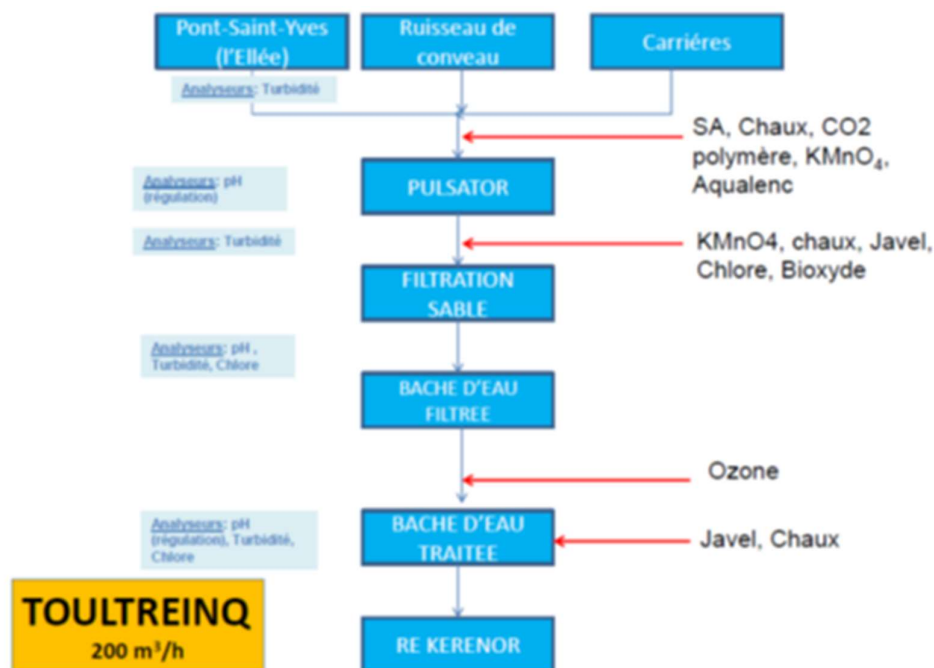 Pont-Saint-Yves
(l'Ellée)
Ruisseau de
conveau
Carriéres
Analyseurs: Turbidité
SA, Chaux, CO2
polymère, KMnO₄,
Aqualenc
Analyseurs: pH
(régulation)
PULSATOR
Analyseurs: Turbidité
KMnO4, chaux, Javel,
Chlore, Bioxyde
FILTRATION
SABLE
Analyseurs: pH ,
Turbidité, Chlore
BACHE D'EAU
FILTREE
Ozone
Analyseurs: pH
(régulation), Turbidité,
Chlore
BACHE D'EAU
TRAITEE
Javel, Chaux
TOULTREINQ
200 m³/h
RE KERENOR